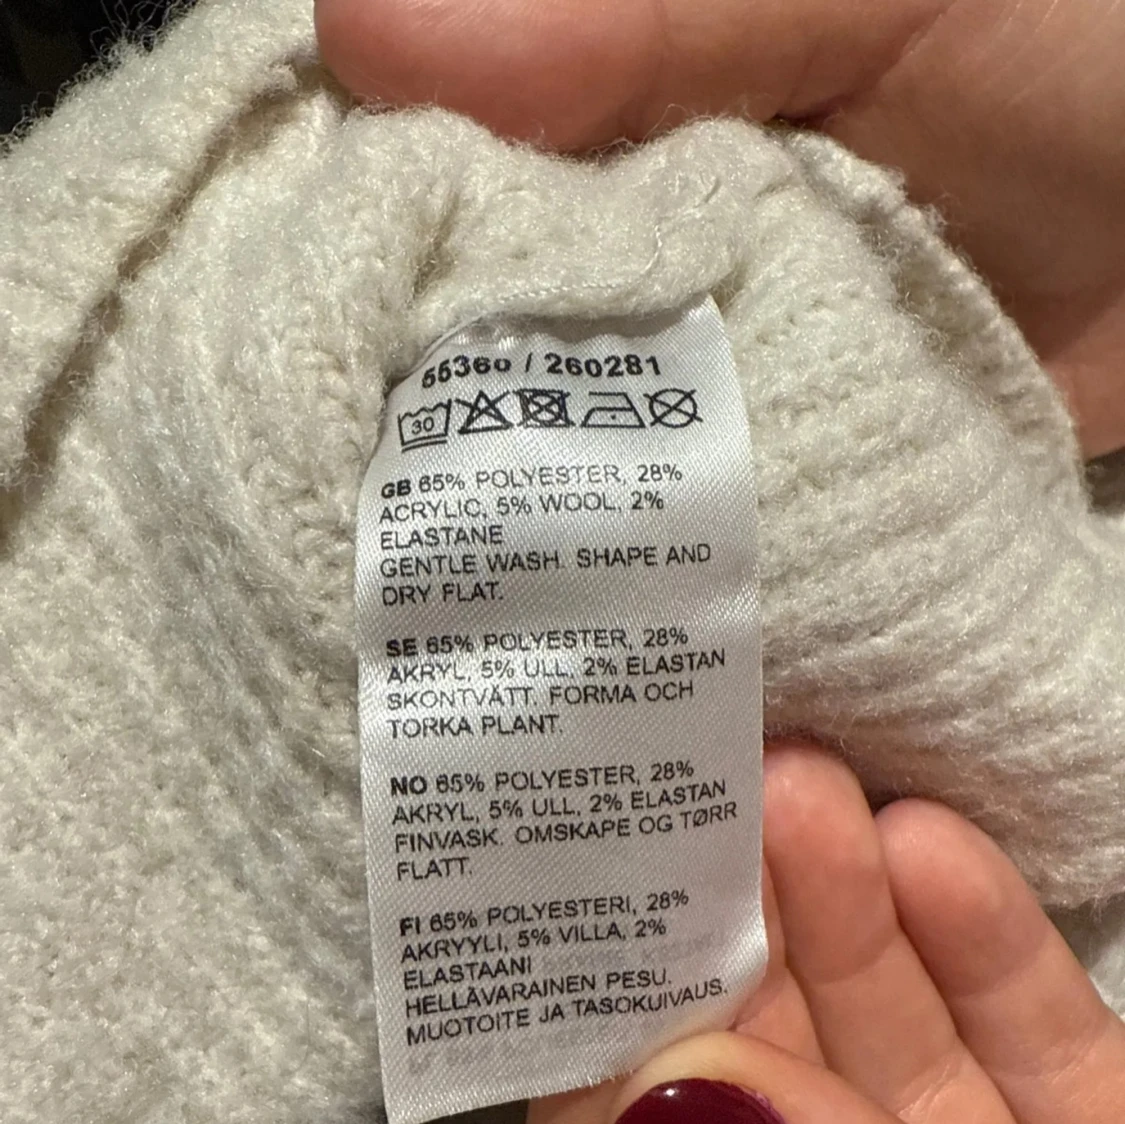 55360 / 260281
30
GB 65% POLYESTER, 28%
ACRYLIC, 5% WOOL, 2%
ELASTANE
GENTLE WASH. SHAPE AND
DRY FLAT.
SE 65% POLYESTER, 28%
AKRYL, 5% ULL, 2% ELASTAN
SKONTVÄTT. FORMA OCH
TORKA PLANT.
NO 65% POLYESTER, 28%
AKRYL, 5% ULL, 2% ELASTAN
FINVASK. OMSKAPE OG TØRR
FLATT.
FI 65% POLYESTERI, 28%
AKRYYLI, 5% VILLA, 2%
ELASTAANI
HELLÄVARAINEN PESU.
MUOTOITE JA TASOKUIVAUS.